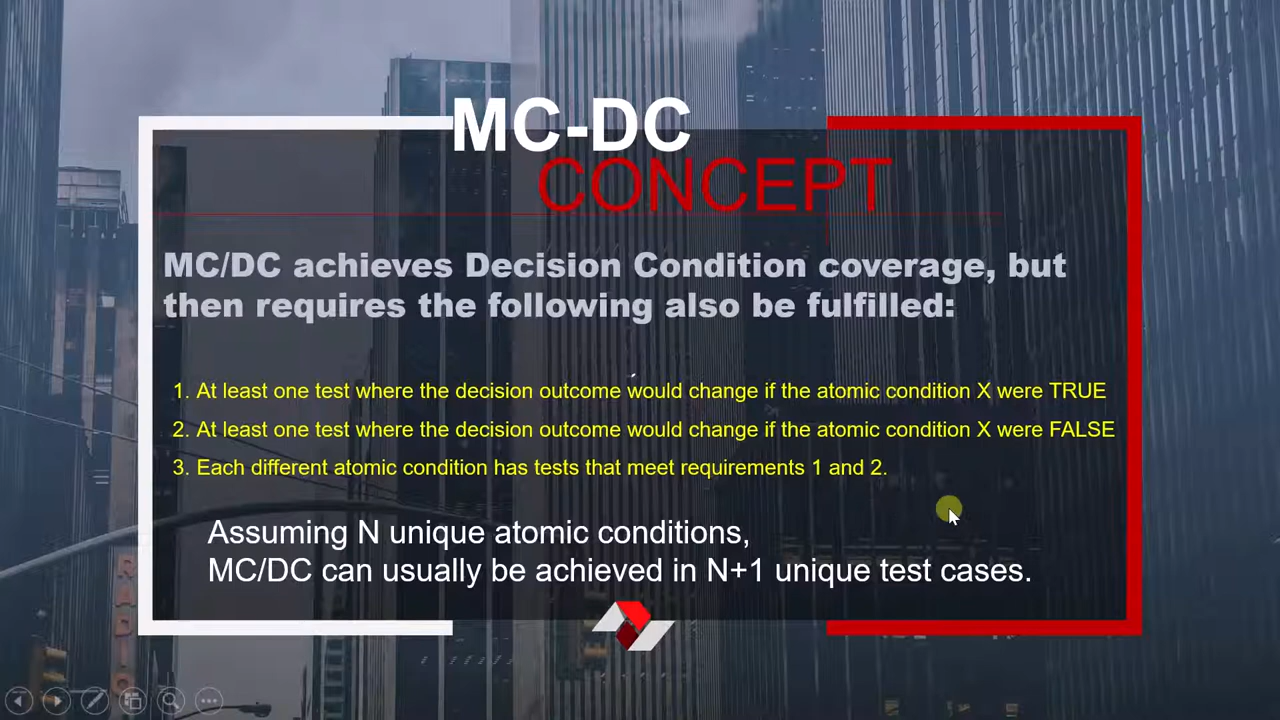 MC-DC
CONCEPT
MC/DC achieves Decision Condition coverage, but
then requires the following also be fulfilled:
1. At least one test where the decision outcome would change if the atomic condition X were TRUE
2. At least one test where the decision outcome would change if the atomic condition X were FALSE
3. Each different atomic condition has tests that meet requirements 1 and 2.
Assuming N unique atomic conditions,
MC/DC can usually be achieved in N+1 unique test cases.
RADIO